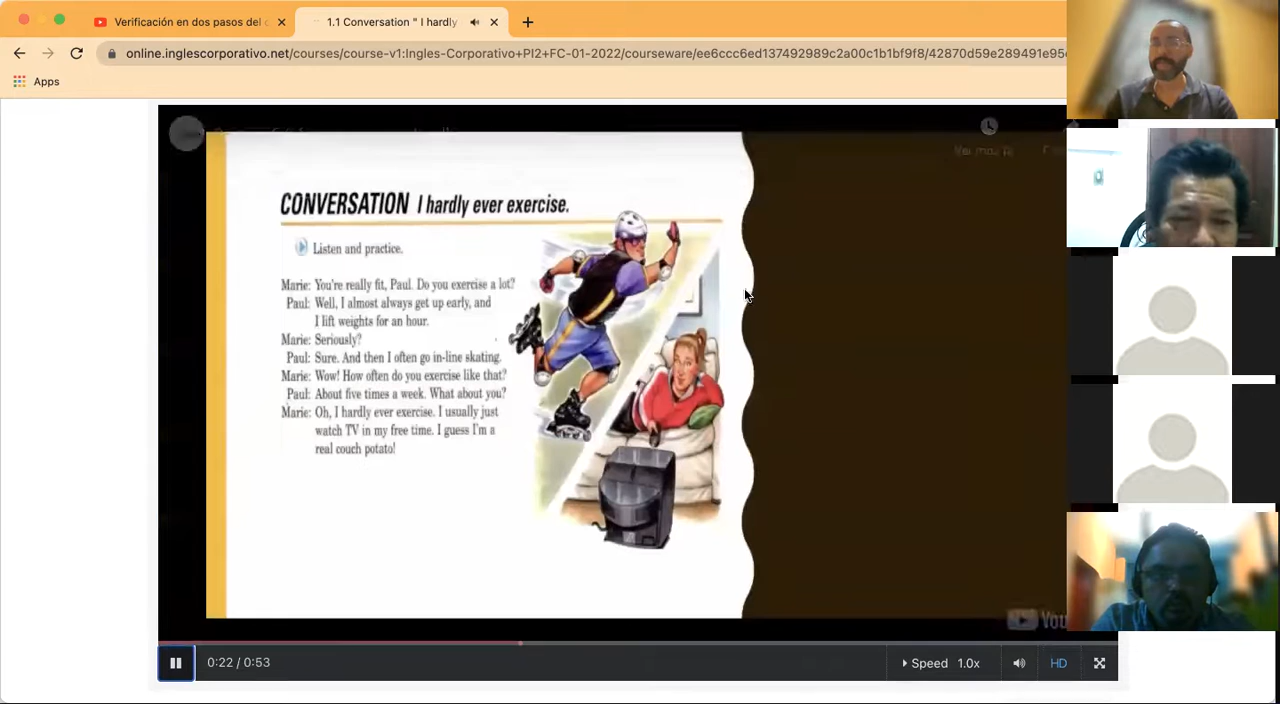 Verificación en dos pasos del
1.1 Conversation " I hardly
online.inglescorporativo.net/courses/course-v1:Ingles-Corporativo+PI2+FC-01-2022/courseware/ee6ccc6ed137492989c2a00c1b1bf9f8/42870d59e289491e95
Apps
CONVERSATION I hardly ever exercise.
Listen and practice.
Marie: You're really fit, Paul. Do you exercise a lot?
Paul: Well, I almost always get up early, and
I lift weights for an hour.
Marie: Seriously?
Paul: Sure. And then I often go in-line skating.
Marie: Wow! How often do you exercise like that?
Paul: About five times a week. What about you?
Marie: Oh, I hardly ever exercise. I usually just
watch TV in my free time. I guess I'm a
real couch potato!
You
0:22 / 0:53
Speed 1.0x
HD